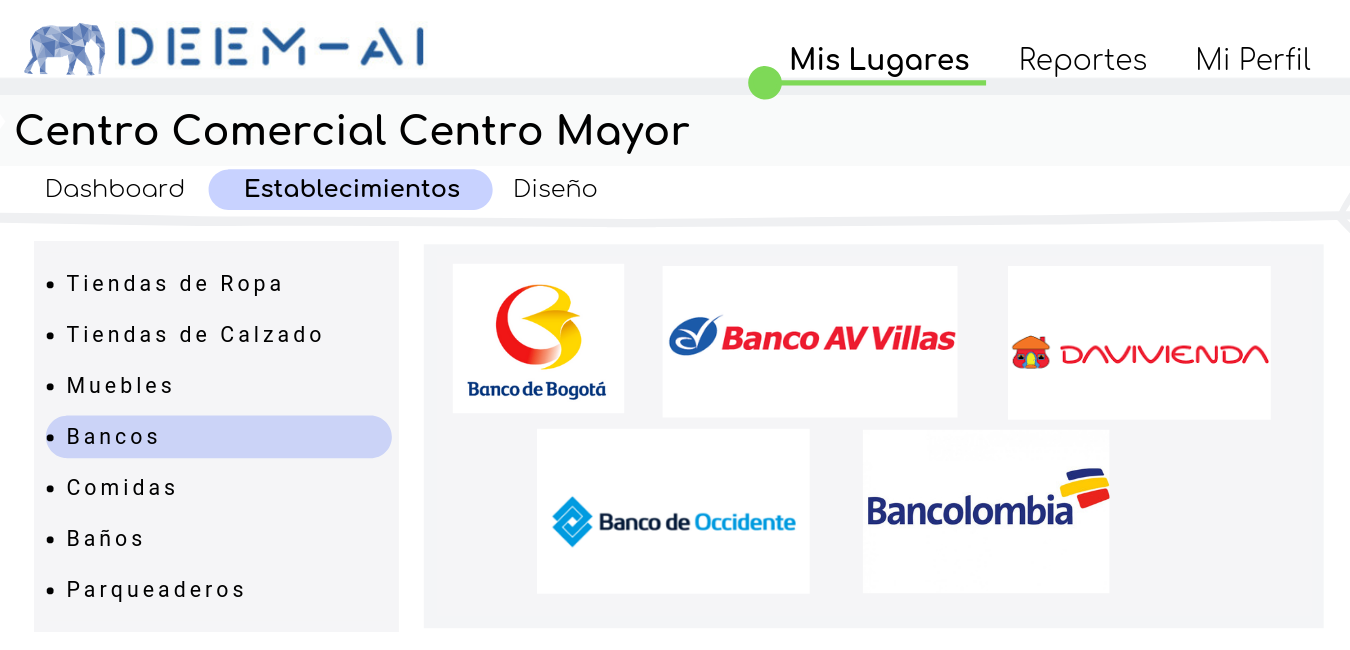 DEEM-AI
Mis Lugares Reportes Mi Perfil
Centro Comercial Centro Mayor
Dashboard Establecimientos Diseño
• Tiendas de Ropa
• Tiendas de Calzado
• Muebles
• Bancos
• Comidas
• Baños
• Parqueaderos
Banco de Bogotá
Banco AV Villas
DAVIVIENDA
Banco de Occidente
Bancolombia